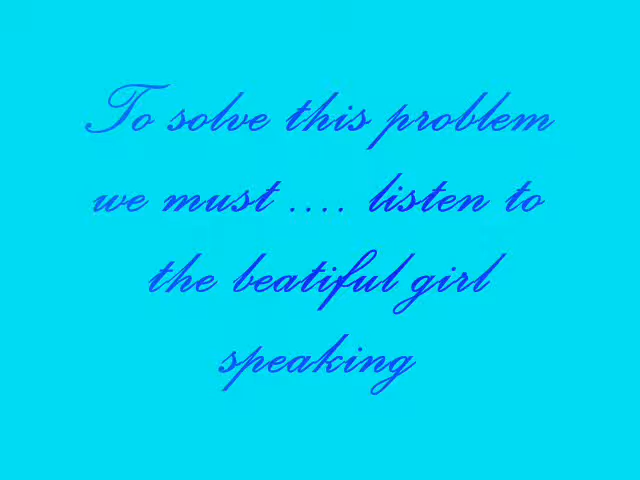 To solve this problem
we must .... listen to
the beatiful girl
speaking